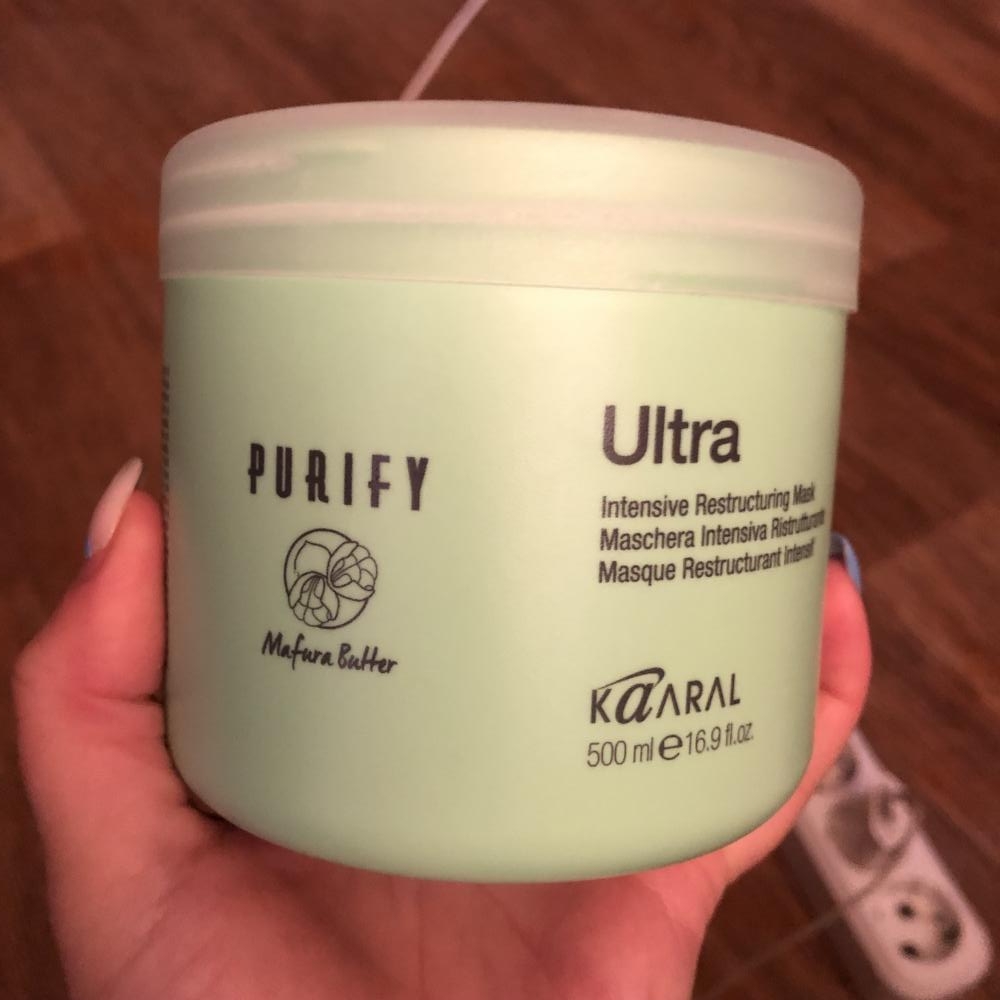 PURIFY
Mafura Butter
Ultra
Intensive Restructuring Mask
Maschera Intensiva Ristrutturante
Masque Restructurant Intensif
KAARAL
500 ml e 16.9 fl.oz.